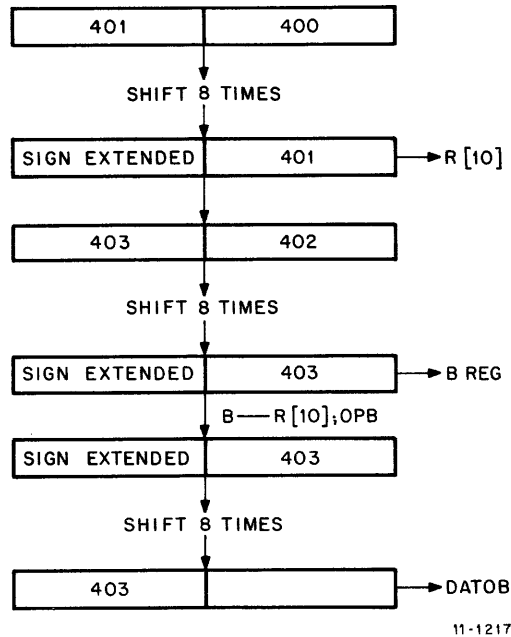 401 400
SHIFT 8 TIMES
SIGN EXTENDED 401 R [10]
403 402
SHIFT 8 TIMES
SIGN EXTENDED 403 B REG
B — R [10]; OPB
SIGN EXTENDED 403
SHIFT 8 TIMES
403 DATOB
11-1217